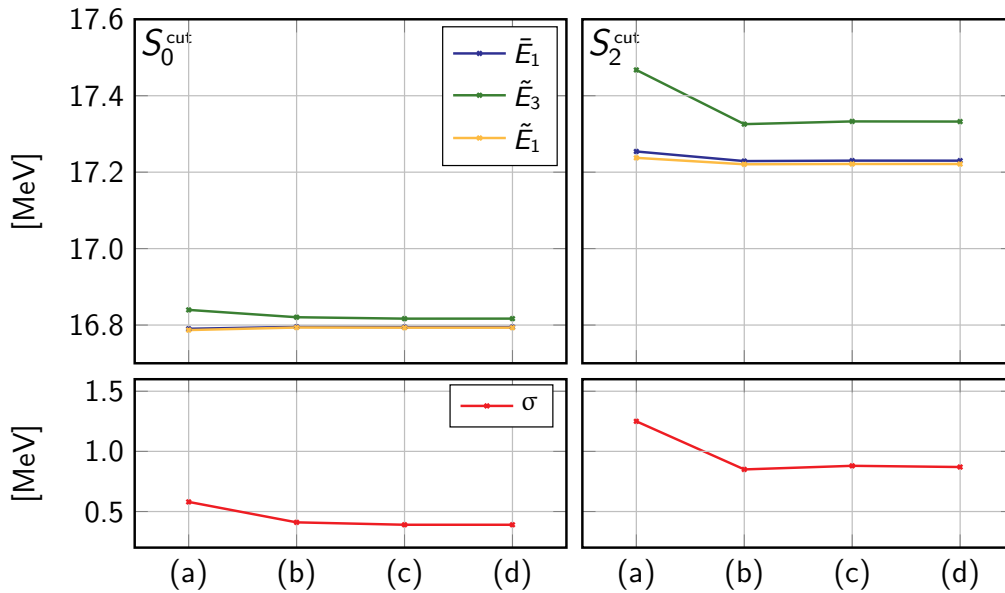 17.6
17.4
17.2
17.0
16.8
[MeV]
S₀ᶜᵘᵗ
Ē₁
Ẽ₃
Ẽ₁
S₂ᶜᵘᵗ
1.5
1.0
0.5
[MeV]
σ
(a) (b) (c) (d) (a) (b) (c) (d)